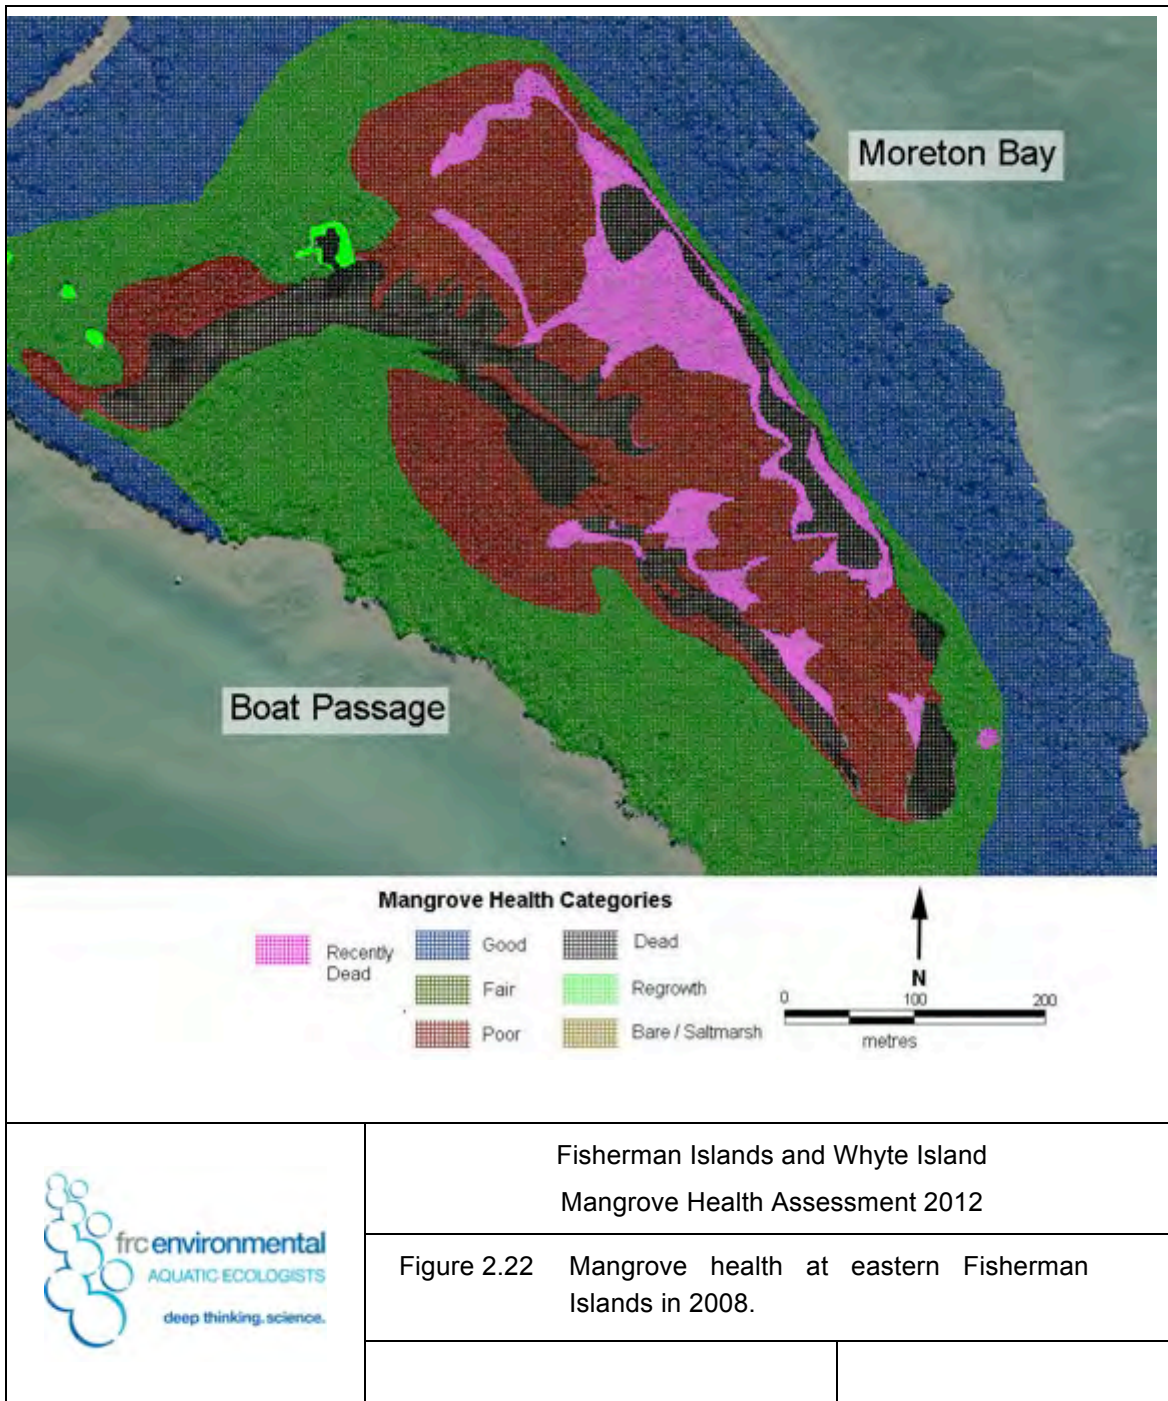 Moreton Bay
Boat Passage
Mangrove Health Categories
Recently
Dead
Good
Fair
Poor
Dead
Regrowth
Bare / Saltmarsh
N
0 100 200
metres
frc environmental
AQUATIC ECOLOGISTS
deep thinking. science.
Fisherman Islands and Whyte Island
Mangrove Health Assessment 2012
Figure 2.22 Mangrove health at eastern Fisherman
Islands in 2008.